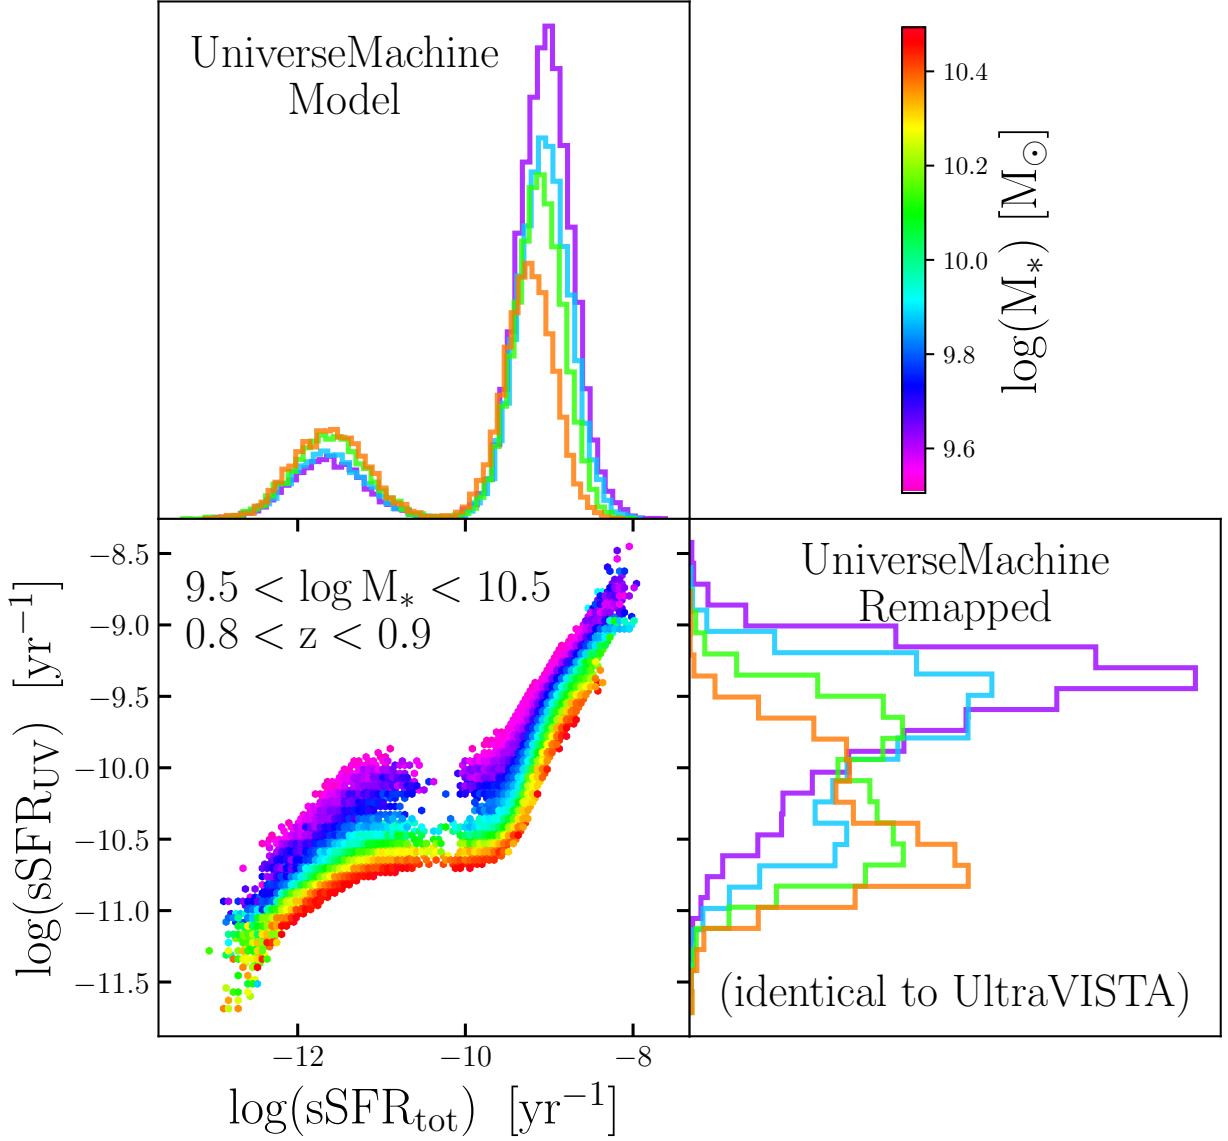 UniverseMachine
Model
10.4
10.2
10.0
9.8
9.6
log(M∗) [M⊙]
−8.5
−9.0
−9.5
−10.0
−10.5
−11.0
−11.5
log(sSFR_UV) [yr⁻¹]
9.5 < log M∗ < 10.5
0.8 < z < 0.9
UniverseMachine
Remapped
(identical to UltraVISTA)
−12 −10 −8
log(sSFR_tot) [yr⁻¹]